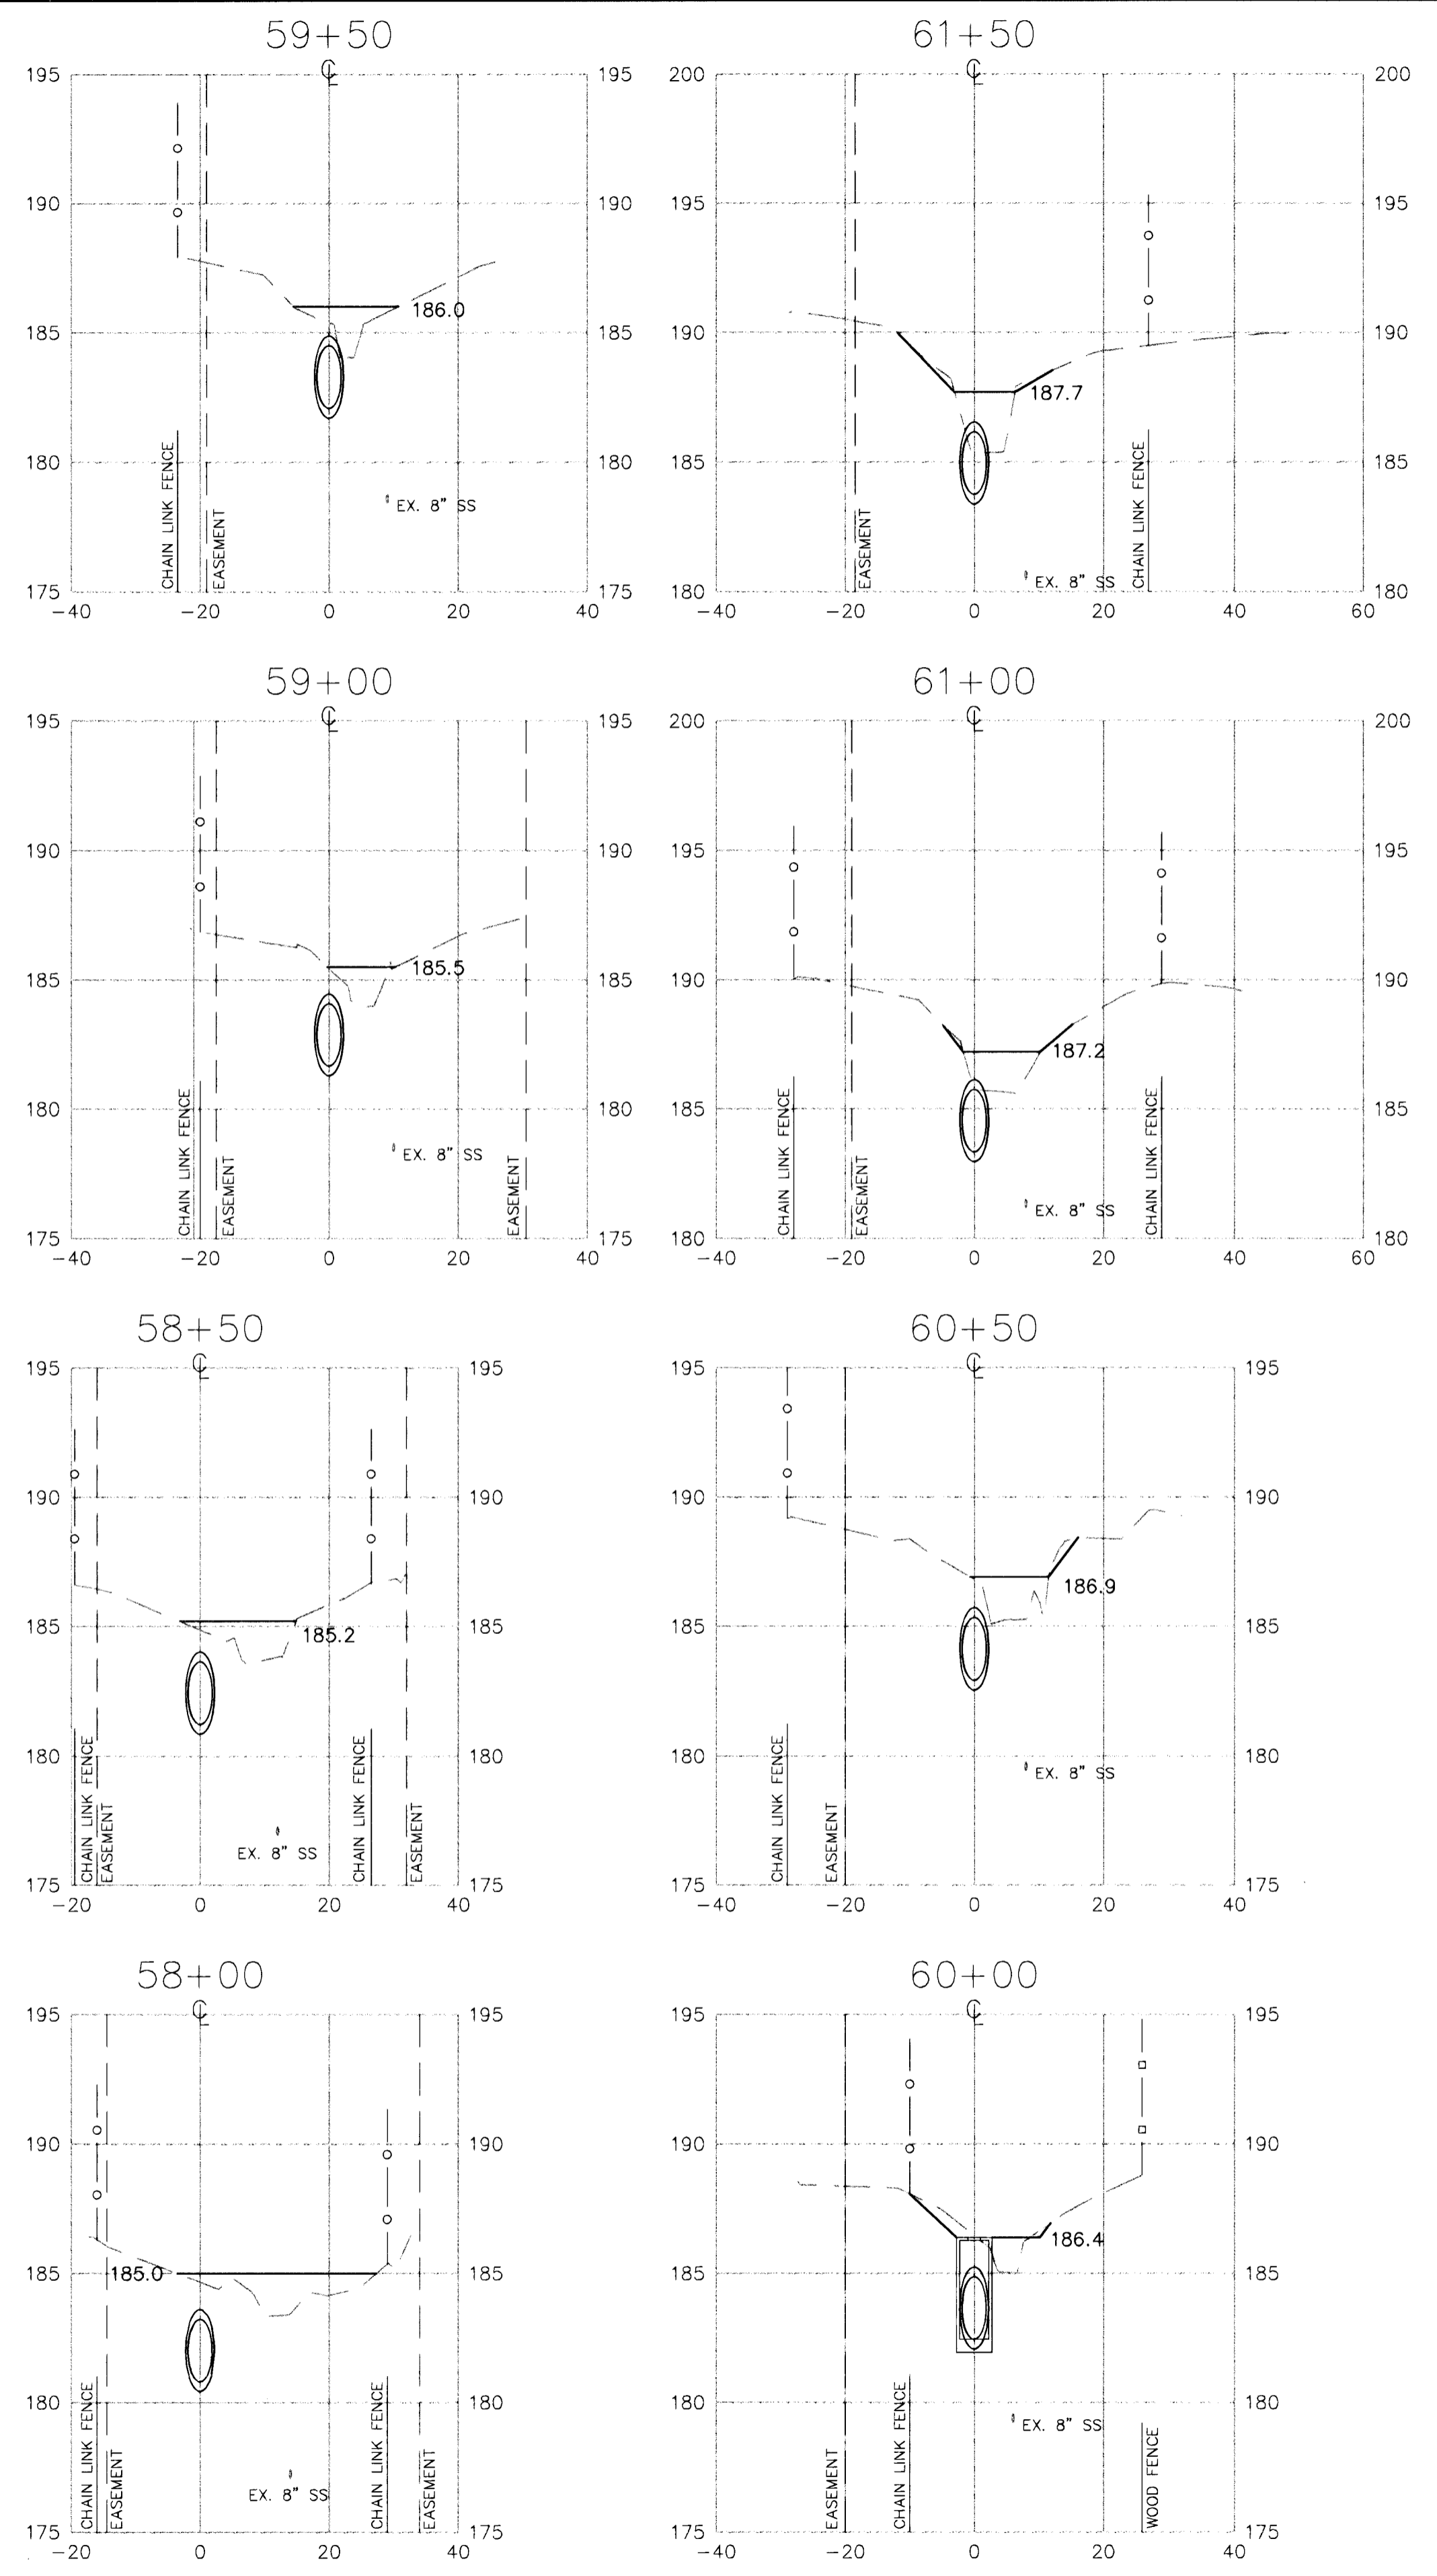 59+50
℄
195 195
190 190
186.0
185 185
180 180
CHAIN LINK FENCE
EASEMENT
EX. 8" SS
175 175
-40 -20 0 20 40
61+50
℄
200 200
195 195
190 190
187.7
185 185
EASEMENT
CHAIN LINK FENCE
EX. 8" SS
180 180
-40 -20 0 20 40 60
59+00
℄
195 195
190 190
185.5
185 185
180 180
CHAIN LINK FENCE
EASEMENT
EX. 8" SS
EASEMENT
175 175
-40 -20 0 20 40
61+00
℄
200 200
195 195
190 190
187.2
185 185
CHAIN LINK FENCE
EASEMENT
EX. 8" SS
CHAIN LINK FENCE
180 180
-40 -20 0 20 40 60
58+50
℄
195 195
190 190
185 185
185.2
180 180
CHAIN LINK FENCE
EASEMENT
EX. 8" SS
CHAIN LINK FENCE
EASEMENT
175 175
-20 0 20 40
60+50
℄
195 195
190 190
186.9
185 185
180 180
CHAIN LINK FENCE
EASEMENT
EX. 8" SS
175 175
-40 -20 0 20 40
58+00
℄
195 195
190 190
185 185.0 185
180 180
CHAIN LINK FENCE
EASEMENT
EX. 8" SS
CHAIN LINK FENCE
EASEMENT
175 175
-20 0 20 40
60+00
℄
195 195
190 190
186.4
185 185
180 180
EASEMENT
CHAIN LINK FENCE
EX. 8" SS
WOOD FENCE
175 175
-40 -20 0 20 40